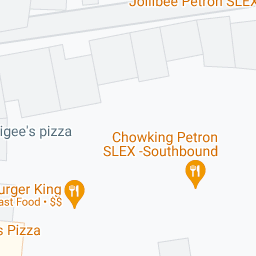 Jollibee Petron SLEX
igee's pizza
Chowking Petron
SLEX -Southbound
urger King
ast Food • $$
s Pizza